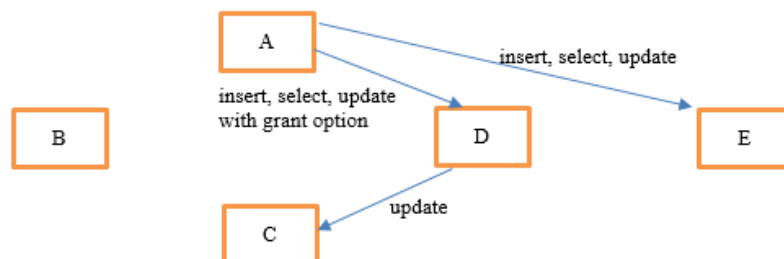 A
insert, select, update
insert, select, update
with grant option
B
D
E
update
C